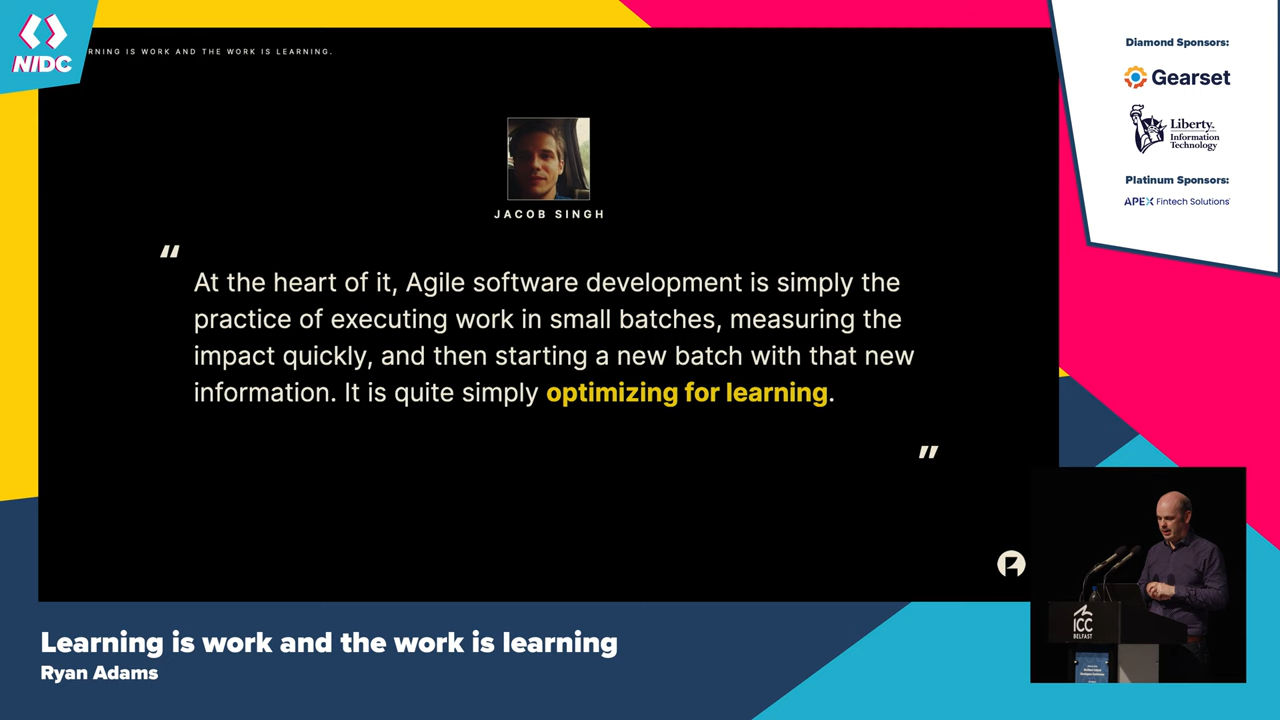 NIDC
RNING IS WORK AND THE WORK IS LEARNING.
JACOB SINGH
“
At the heart of it, Agile software development is simply the
practice of executing work in small batches, measuring the
impact quickly, and then starting a new batch with that new
information. It is quite simply optimizing for learning.
”
Diamond Sponsors:
Gearset
Liberty
Information
Technology
Platinum Sponsors:
APEX Fintech Solutions
ICC
BELFAST
Learning is work and the work is learning
Ryan Adams